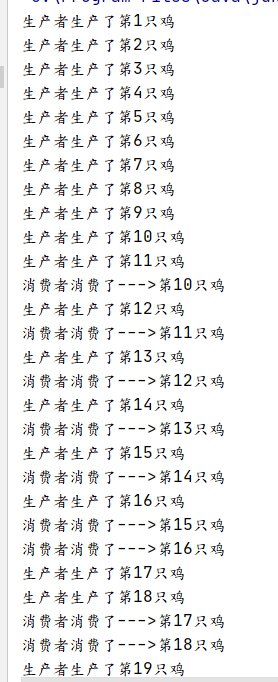 生产者生产了第1只鸡
生产者生产了第2只鸡
生产者生产了第3只鸡
生产者生产了第4只鸡
生产者生产了第5只鸡
生产者生产了第6只鸡
生产者生产了第7只鸡
生产者生产了第8只鸡
生产者生产了第9只鸡
生产者生产了第10只鸡
生产者生产了第11只鸡
消费者消费了--->第10只鸡
生产者生产了第12只鸡
消费者消费了--->第11只鸡
生产者生产了第13只鸡
消费者消费了--->第12只鸡
生产者生产了第14只鸡
消费者消费了--->第13只鸡
生产者生产了第15只鸡
消费者消费了--->第14只鸡
生产者生产了第16只鸡
消费者消费了--->第15只鸡
消费者消费了--->第16只鸡
生产者生产了第17只鸡
生产者生产了第18只鸡
消费者消费了--->第17只鸡
消费者消费了--->第18只鸡
生产者生产了第19只鸡